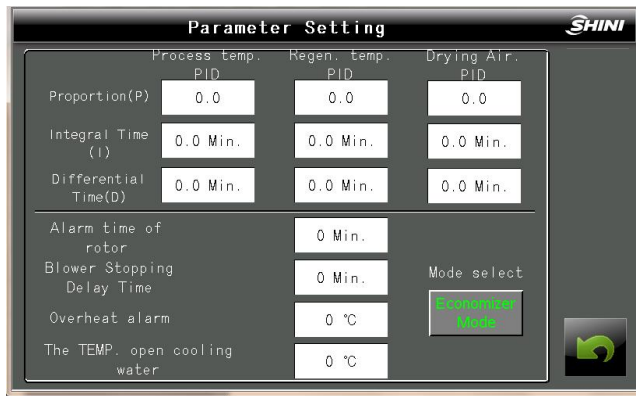 Parameter Setting
SHINI
Process temp. Regen. temp. Drying Air.
PID PID PID
Proportion(P) 0.0 0.0 0.0
Integral Time
(I) 0.0 Min. 0.0 Min. 0.0 Min.
Differential
Time(D) 0.0 Min. 0.0 Min. 0.0 Min.
Alarm time of
rotor 0 Min.
Blower Stopping
Delay Time 0 Min.
Mode select
Economizer
Mode
Overheat alarm 0 ℃
The TEMP. open cooling
water 0 ℃